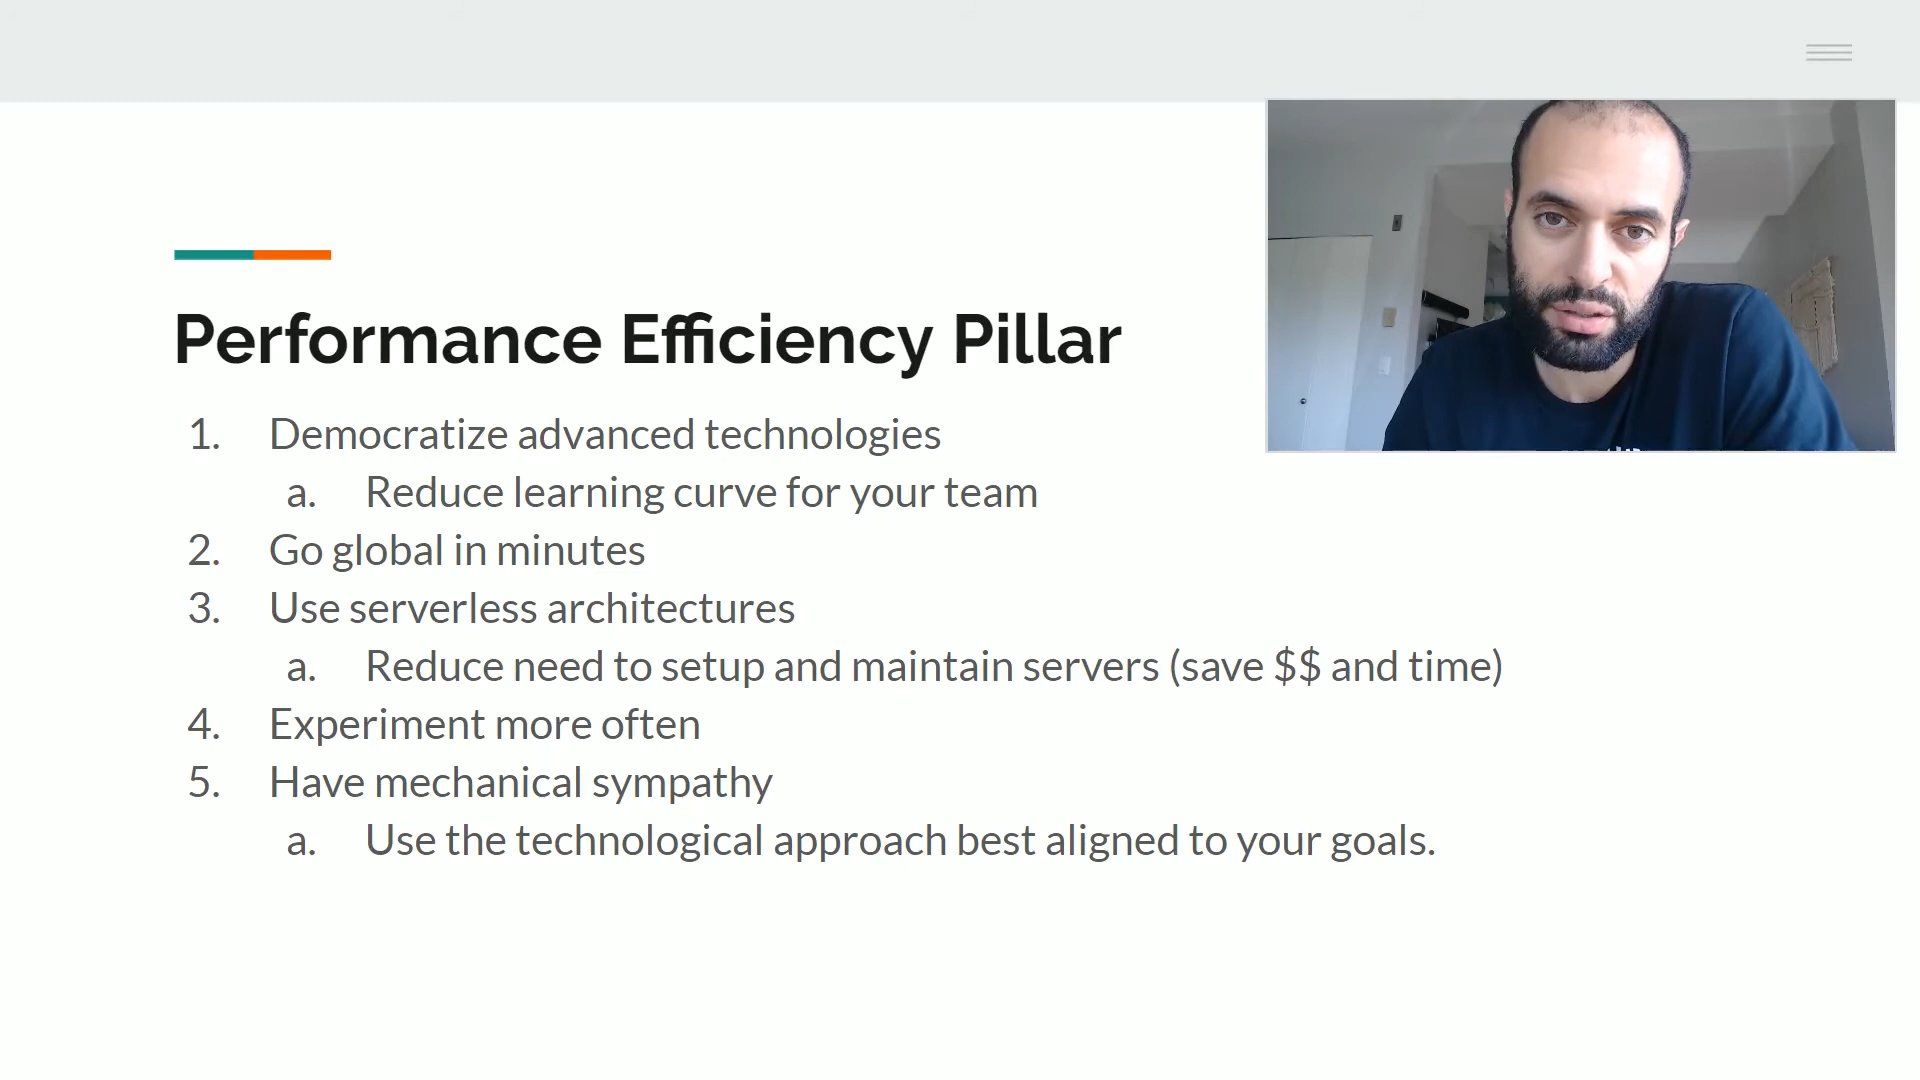 Performance Efficiency Pillar
1. Democratize advanced technologies
a. Reduce learning curve for your team
2. Go global in minutes
3. Use serverless architectures
a. Reduce need to setup and maintain servers (save $$ and time)
4. Experiment more often
5. Have mechanical sympathy
a. Use the technological approach best aligned to your goals.